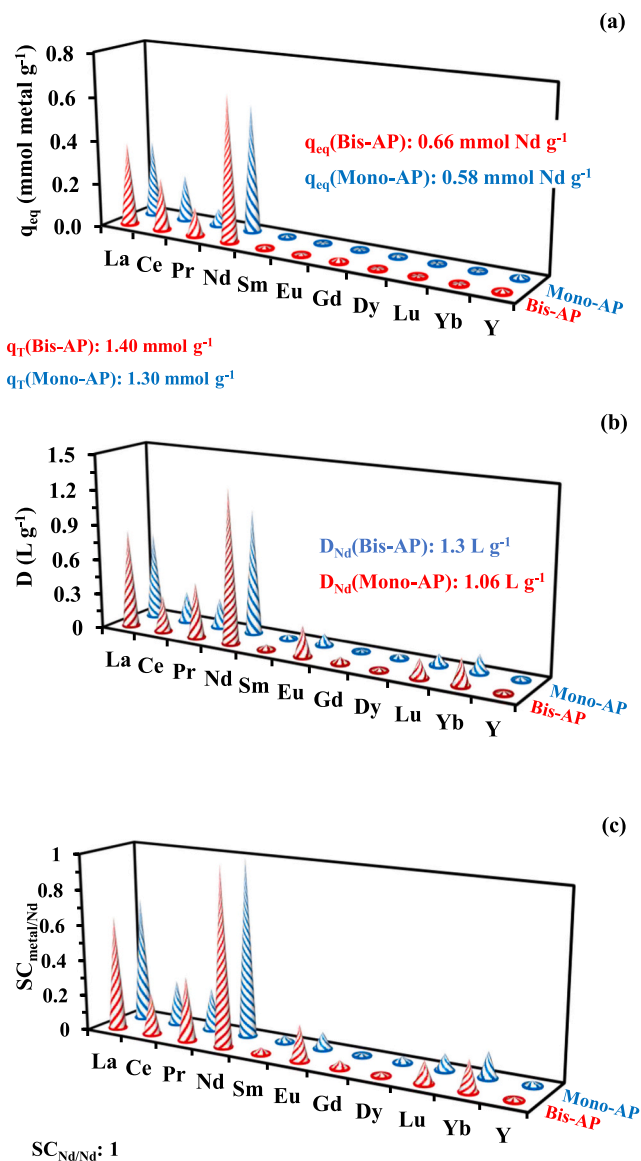 (a)
0.8
0.6
0.4
0.2
0.0
qeq (mmol metal g⁻¹)
qeq(Bis-AP): 0.66 mmol Nd g⁻¹
qeq(Mono-AP): 0.58 mmol Nd g⁻¹
La Ce Pr Nd Sm Eu Gd Dy Lu Yb Y
Mono-AP
Bis-AP
qT(Bis-AP): 1.40 mmol g⁻¹
qT(Mono-AP): 1.30 mmol g⁻¹
(b)
1.5
1.2
0.9
0.6
0.3
0
D (L g⁻¹)
DNd(Bis-AP): 1.3 L g⁻¹
DNd(Mono-AP): 1.06 L g⁻¹
La Ce Pr Nd Sm Eu Gd Dy Lu Yb Y
Mono-AP
Bis-AP
(c)
1
0.8
0.6
0.4
0.2
0
SCmetal/Nd
La Ce Pr Nd Sm Eu Gd Dy Lu Yb Y
Mono-AP
Bis-AP
SCNd/Nd: 1